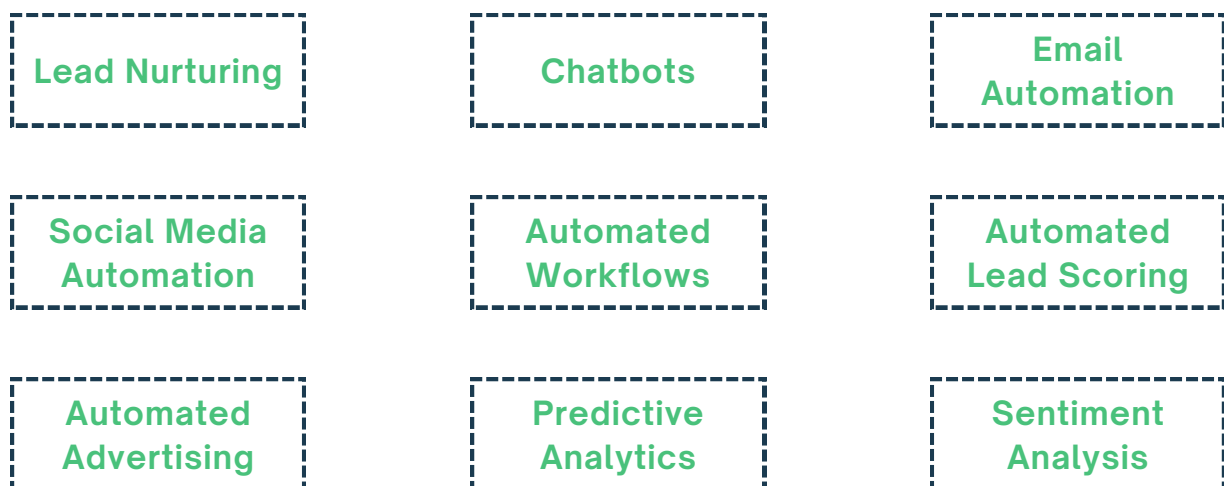 Lead Nurturing
Chatbots
Email
Automation
Social Media
Automation
Automated
Workflows
Automated
Lead Scoring
Automated
Advertising
Predictive
Analytics
Sentiment
Analysis